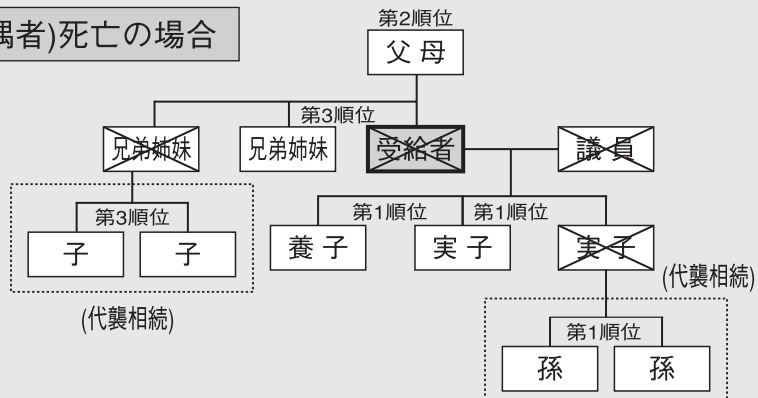 偶者)死亡の場合
第2順位
父母
第3順位
兄弟姉妹
兄弟姉妹
受給者
議員
第3順位
子
子
(代襲相続)
第1順位
第1順位
養子
実子
実子
(代襲相続)
第1順位
孫
孫